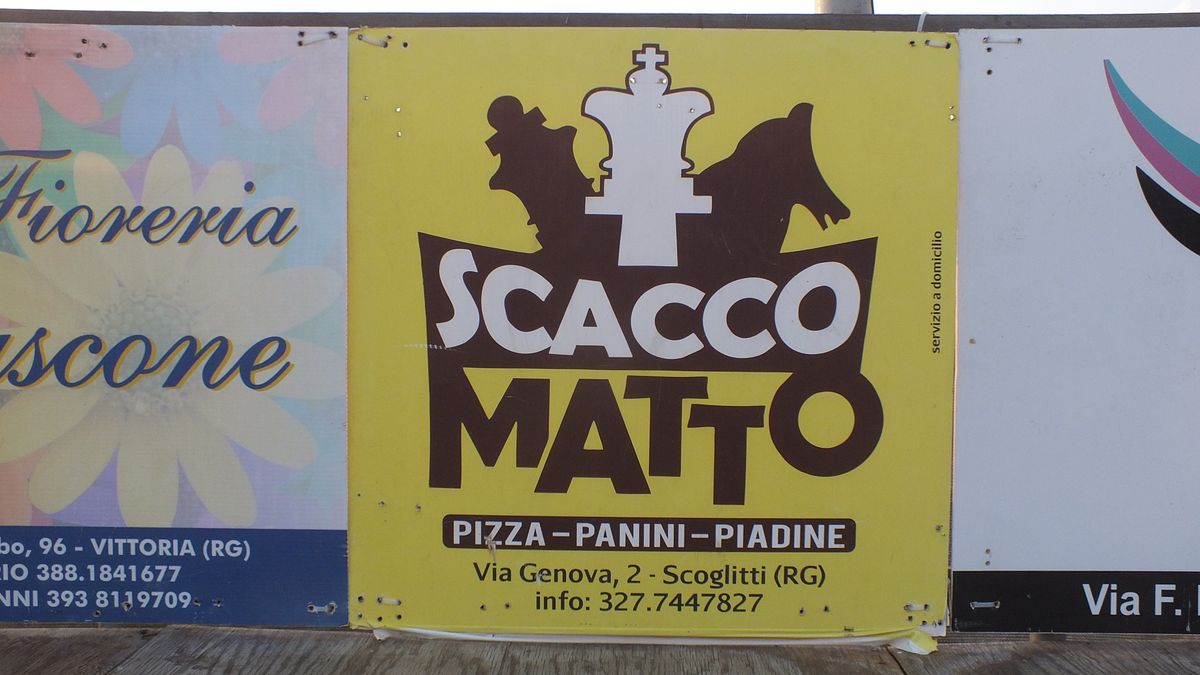 Fioreria
ascone
bo, 96 - VITTORIA (RG)
RIO 388.1841677
NNI 393 8119709
SCACCO
MATTO
PIZZA–PANINI–PIADINE
Via Genova, 2 - Scoglitti (RG)
info: 327.7447827
servizio a domicilio
Via F.